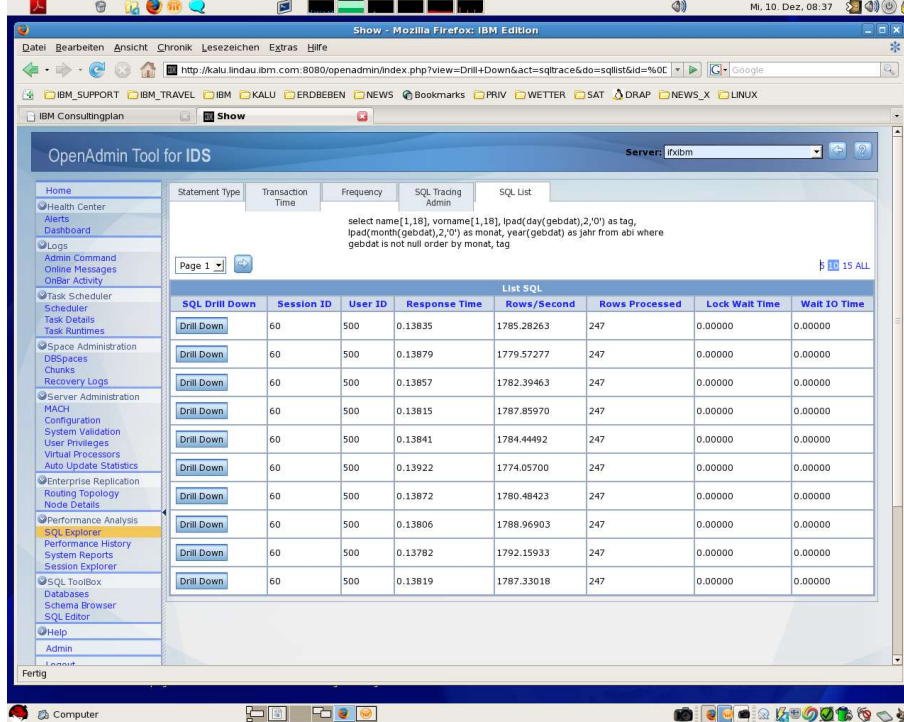 Mi, 10. Dez, 08:37
Show - Mozilla Firefox: IBM Edition
Datei Bearbeiten Ansicht Chronik Lesezeichen Extras Hilfe
http://kalu.lindau.ibm.com:8080/openadmin/index.php?view=Drill+Down&act=sqltrace&do=sqllist&id=%0D
Google
IBM_SUPPORT IBM_TRAVEL IBM KALU ERDBEBEN NEWS Bookmarks PRIV WETTER SAT DRAP NEWS_X LINUX
IBM Consultingplan Show
OpenAdmin Tool for IDS
Server: ifxibm
Home
Health Center
Alerts
Dashboard
Logs
Admin Command
Online Messages
OnBar Activity
Task Scheduler
Scheduler
Task Details
Task Runtimes
Space Administration
DBSpaces
Chunks
Recovery Logs
Server Administration
MACH
Configuration
System Validation
User Privileges
Virtual Processors
Auto Update Statistics
Enterprise Replication
Routing Topology
Node Details
Performance Analysis
SQL Explorer
Performance History
System Reports
Session Explorer
SQL ToolBox
Databases
Schema Browser
SQL Editor
Help
Admin
Logout
Statement Type Transaction Time Frequency SQL Tracing Admin SQL List
select name[1,18], vorname[1,18], lpad(day(gebdat),2,'0') as tag,
lpad(month(gebdat),2,'0') as monat, year(gebdat) as jahr from abi where
gebdat is not null order by monat, tag
Page 1
5 10 15 ALL
List SQL
SQL Drill Down Session ID User ID Response Time Rows/Second Rows Processed Lock Wait Time Wait IO Time
Drill Down 60 500 0.13835 1785.28263 247 0.00000 0.00000
Drill Down 60 500 0.13879 1779.57277 247 0.00000 0.00000
Drill Down 60 500 0.13857 1782.39463 247 0.00000 0.00000
Drill Down 60 500 0.13815 1787.85970 247 0.00000 0.00000
Drill Down 60 500 0.13841 1784.44492 247 0.00000 0.00000
Drill Down 60 500 0.13922 1774.05700 247 0.00000 0.00000
Drill Down 60 500 0.13872 1780.48423 247 0.00000 0.00000
Drill Down 60 500 0.13806 1788.96903 247 0.00000 0.00000
Drill Down 60 500 0.13782 1792.15933 247 0.00000 0.00000
Drill Down 60 500 0.13819 1787.33018 247 0.00000 0.00000
Fertig
Computer